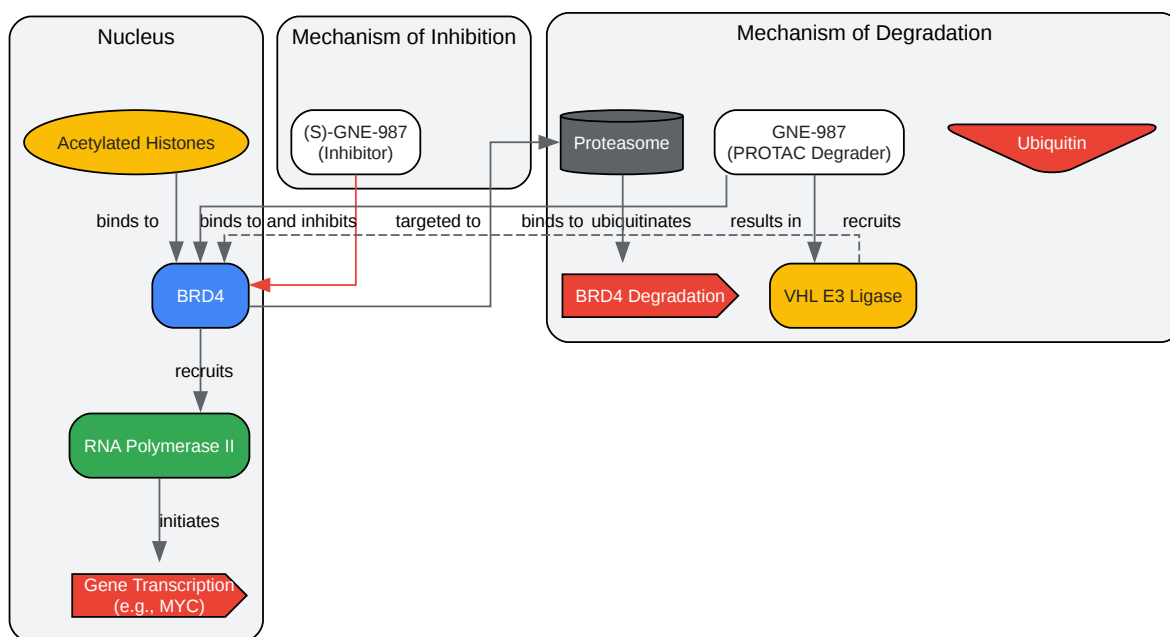 Nucleus
Mechanism of Inhibition
Mechanism of Degradation
Acetylated Histones
(S)-GNE-987
(Inhibitor)
Proteasome
GNE-987
(PROTAC Degrader)
Ubiquitin
binds to
binds to and inhibits
targeted to
binds to
ubiquitinates
results in
recruits
BRD4
BRD4 Degradation
VHL E3 Ligase
recruits
RNA Polymerase II
initiates
Gene Transcription
(e.g., MYC)